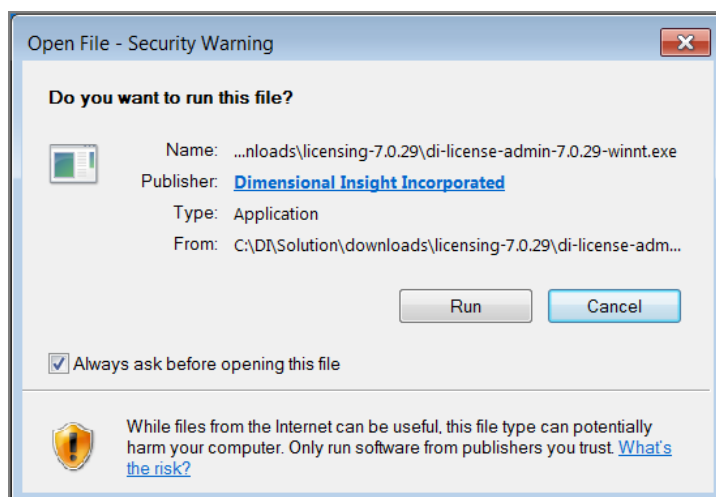 Open File - Security Warning
Do you want to run this file?
Name: ...nloads\licensing-7.0.29\di-license-admin-7.0.29-winnt.exe
Publisher: Dimensional Insight Incorporated
Type: Application
From: C:\DI\Solution\downloads\licensing-7.0.29\di-license-adm...
Run Cancel
Always ask before opening this file
While files from the Internet can be useful, this file type can potentially
harm your computer. Only run software from publishers you trust. What's
the risk?